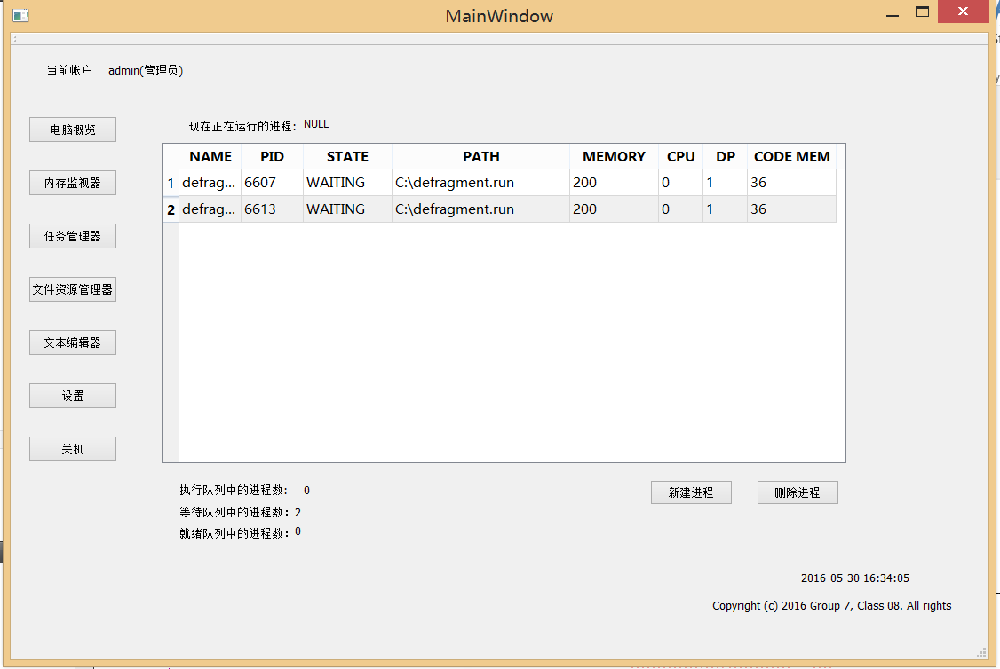 MainWindow
当前帐户 admin(管理员)
电脑概览
内存监视器
任务管理器
文件资源管理器
文本编辑器
设置
关机
现在正在运行的进程: NULL
NAME PID STATE PATH MEMORY CPU DP CODE MEM
1 defrag... 6607 WAITING C:\defragment.run 200 0 1 36
2 defrag... 6613 WAITING C:\defragment.run 200 0 1 36
执行队列中的进程数: 0
等待队列中的进程数: 2
就绪队列中的进程数: 0
新建进程 删除进程
2016-05-30 16:34:05
Copyright (c) 2016 Group 7, Class 08. All rights